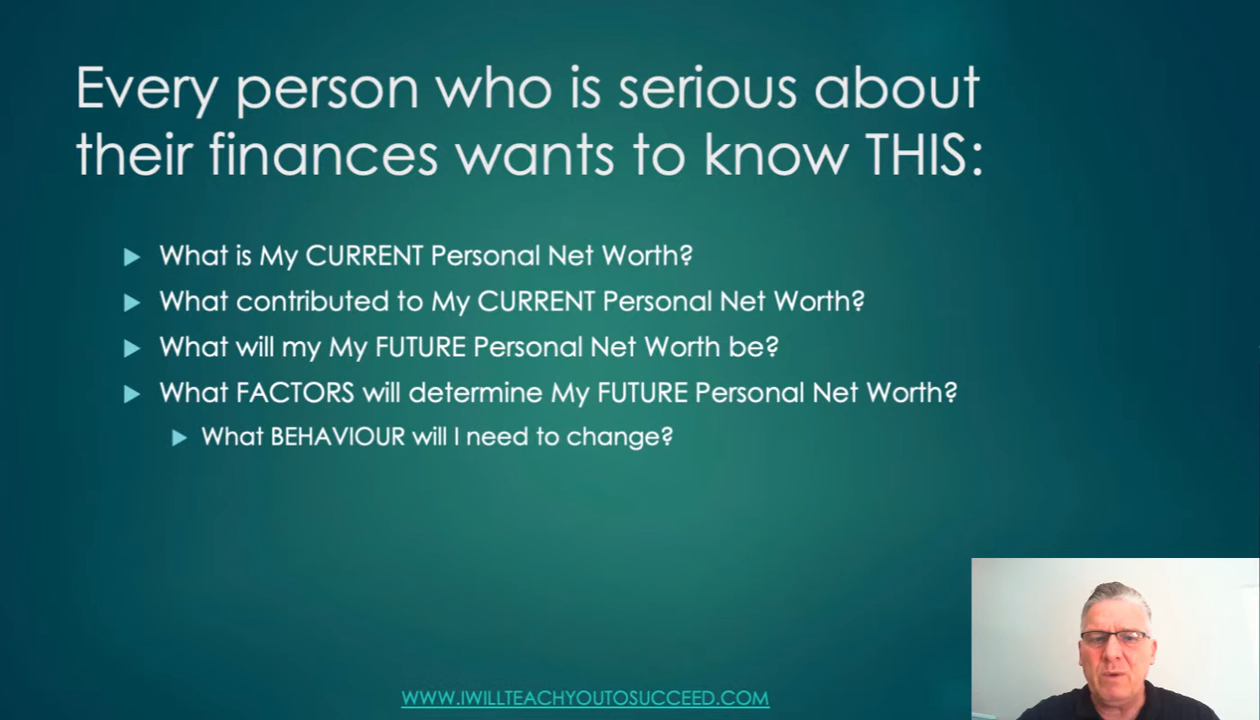 Every person who is serious about
their finances wants to know THIS:
What is My CURRENT Personal Net Worth?
What contributed to My CURRENT Personal Net Worth?
What will my My FUTURE Personal Net Worth be?
What FACTORS will determine My FUTURE Personal Net Worth?
What BEHAVIOUR will I need to change?
WWW.IWILLTEACHYOUTOSUCCEED.COM